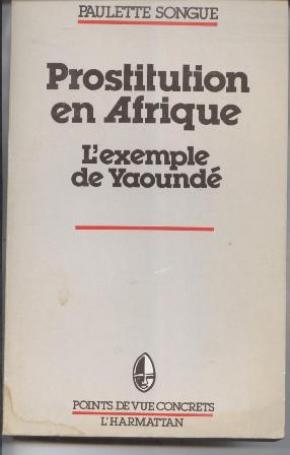 PAULETTE SONGUE
Prostitution
en Afrique
L'exemple
de Yaoundé
POINTS DE VUE CONCRETS
L'HARMATTAN